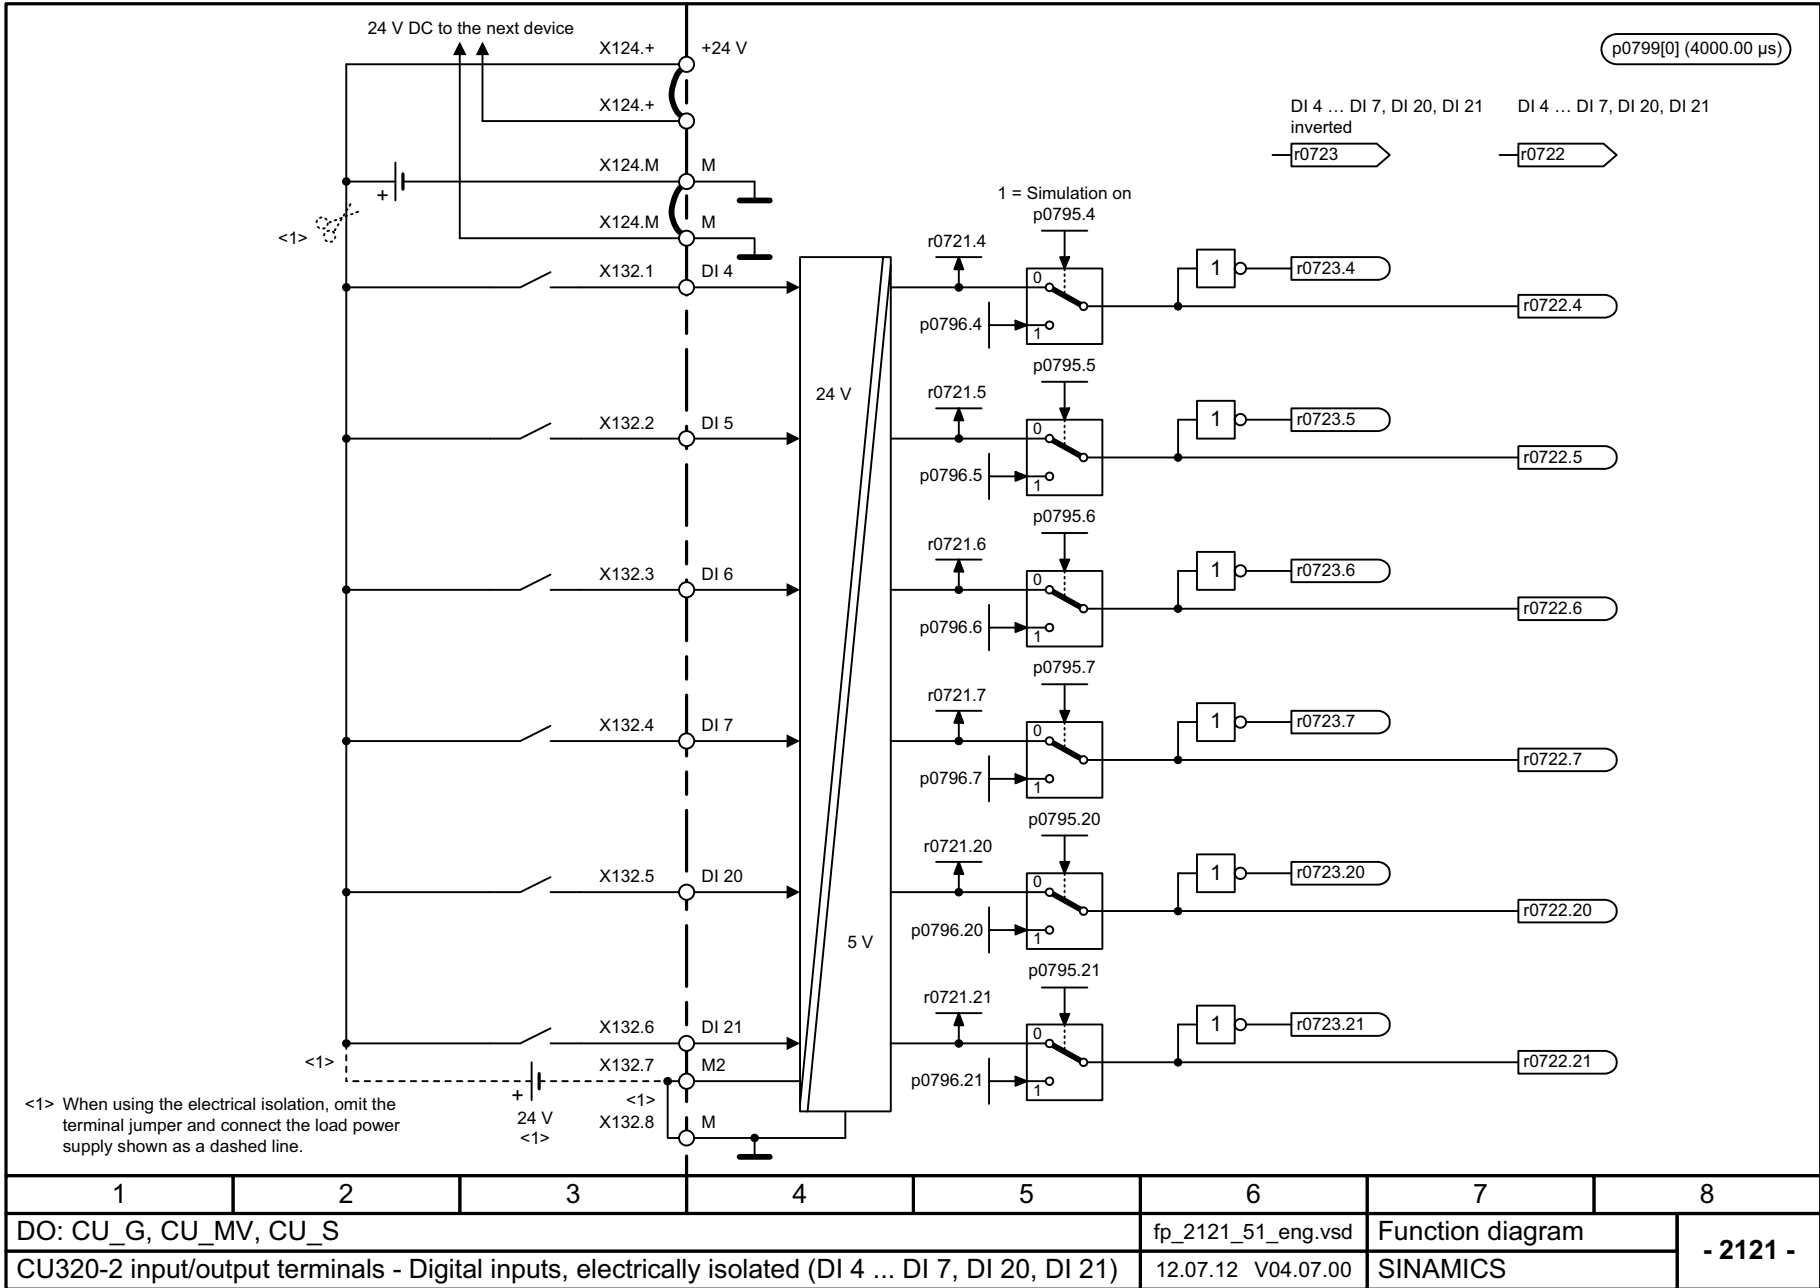 24 V DC to the next device
X124.+ +24 V
p0799[0] (4000.00 µs)
X124.+
DI 4 … DI 7, DI 20, DI 21
inverted
r0723
DI 4 … DI 7, DI 20, DI 21
r0722
X124.M M
+
<1>
X124.M M
1 = Simulation on
p0795.4
r0721.4
X132.1 DI 4
0
p0796.4
1
1
r0723.4
r0722.4
24 V
p0795.5
r0721.5
X132.2 DI 5
0
p0796.5
1
1
r0723.5
r0722.5
p0795.6
r0721.6
X132.3 DI 6
0
p0796.6
1
1
r0723.6
r0722.6
p0795.7
r0721.7
X132.4 DI 7
0
p0796.7
1
1
r0723.7
r0722.7
p0795.20
r0721.20
X132.5 DI 20
0
p0796.20
1
1
r0723.20
r0722.20
5 V
p0795.21
r0721.21
X132.6 DI 21
0
p0796.21
1
1
r0723.21
r0722.21
<1>
X132.7 M2
+
24 V
<1>
<1>
X132.8 M
<1> When using the electrical isolation, omit the
terminal jumper and connect the load power
supply shown as a dashed line.
1 2 3 4 5 6 7 8
DO: CU_G, CU_MV, CU_S
fp_2121_51_eng.vsd
Function diagram
- 2121 -
CU320-2 input/output terminals - Digital inputs, electrically isolated (DI 4 ... DI 7, DI 20, DI 21)
12.07.12 V04.07.00
SINAMICS